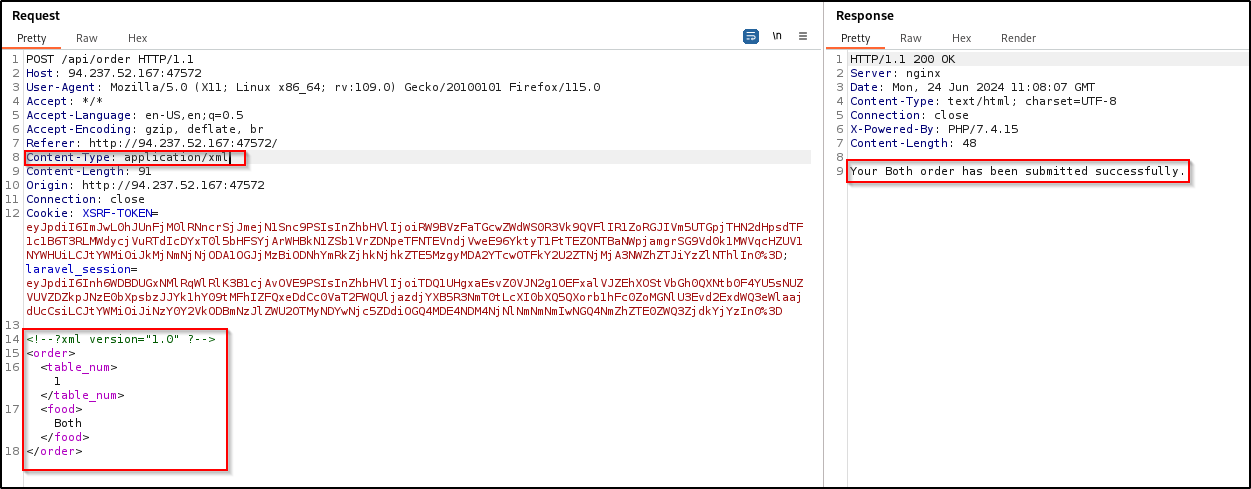 Request
Pretty Raw Hex
\n
1 POST /api/order HTTP/1.1
2 Host: 94.237.52.167:47572
3 User-Agent: Mozilla/5.0 (X11; Linux x86_64; rv:109.0) Gecko/20100101 Firefox/115.0
4 Accept: */*
5 Accept-Language: en-US,en;q=0.5
6 Accept-Encoding: gzip, deflate, br
7 Referer: http://94.237.52.167:47572/
8 Content-Type: application/xml
9 Content-Length: 91
10 Origin: http://94.237.52.167:47572
11 Connection: close
12 Cookie: XSRF-TOKEN=
laravel_session=
13
14 <!--?xml version="1.0" ?-->
15 <order>
16 <table_num>
1
</table_num>
17 <food>
Both
</food>
18 </order>
Response
Pretty Raw Hex Render
1 HTTP/1.1 200 OK
2 Server: nginx
3 Date: Mon, 24 Jun 2024 11:08:07 GMT
4 Content-Type: text/html; charset=UTF-8
5 Connection: close
6 X-Powered-By: PHP/7.4.15
7 Content-Length: 48
8
9 Your Both order has been submitted successfully.